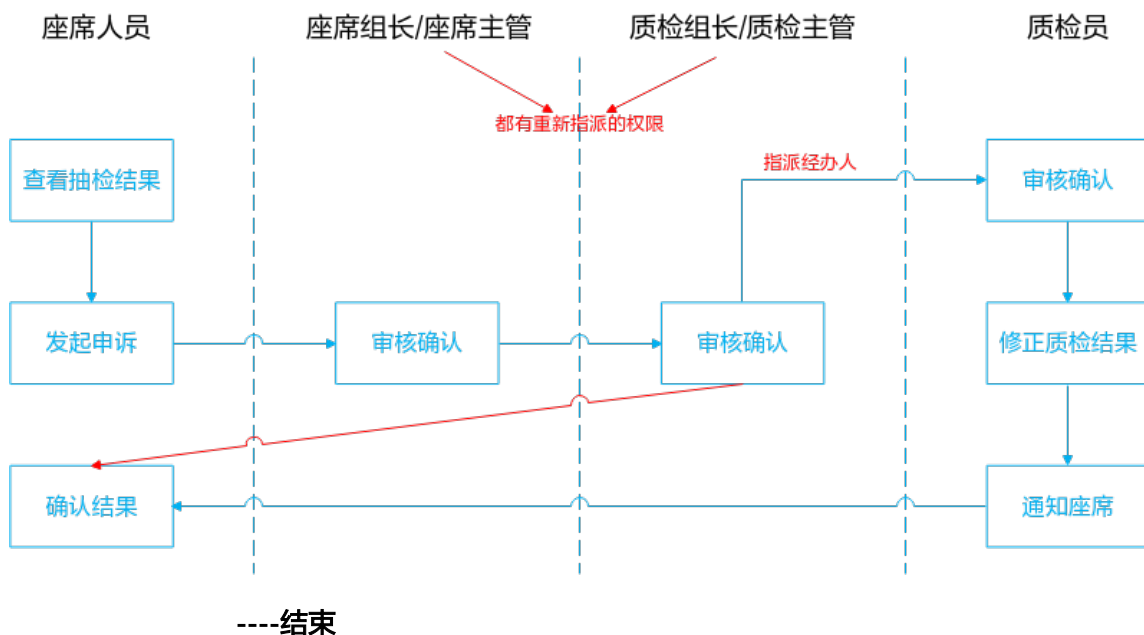 座席人员
座席组长/座席主管
质检组长/质检主管
质检员
都有重新指派的权限
指派经办人
查看抽检结果
审核确认
发起申诉
审核确认
审核确认
修正质检结果
确认结果
通知座席
----结束